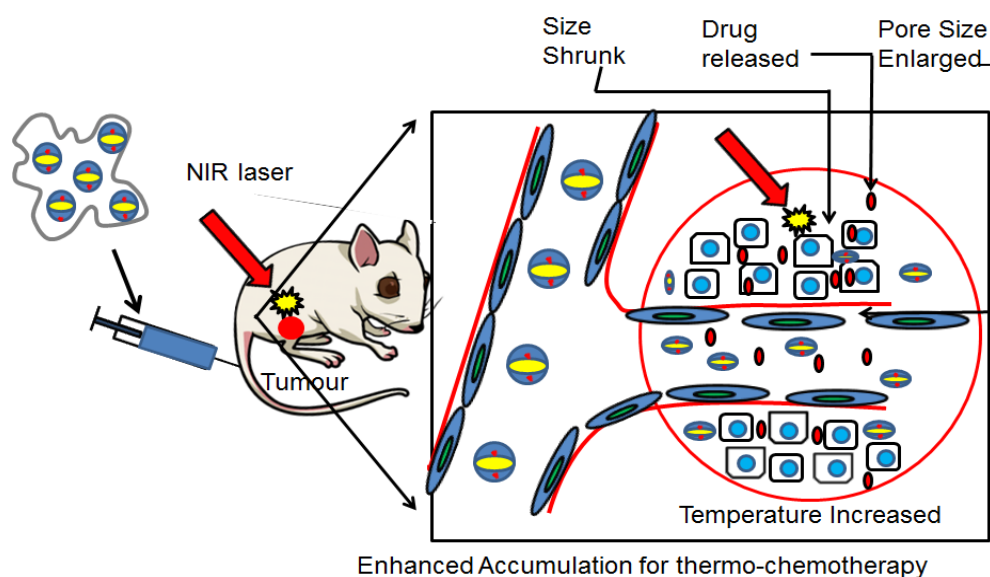 Size
Shrunk
Drug
released
Pore Size
Enlarged
NIR laser
Tumour
Temperature Increased
Enhanced Accumulation for thermo-chemotherapy